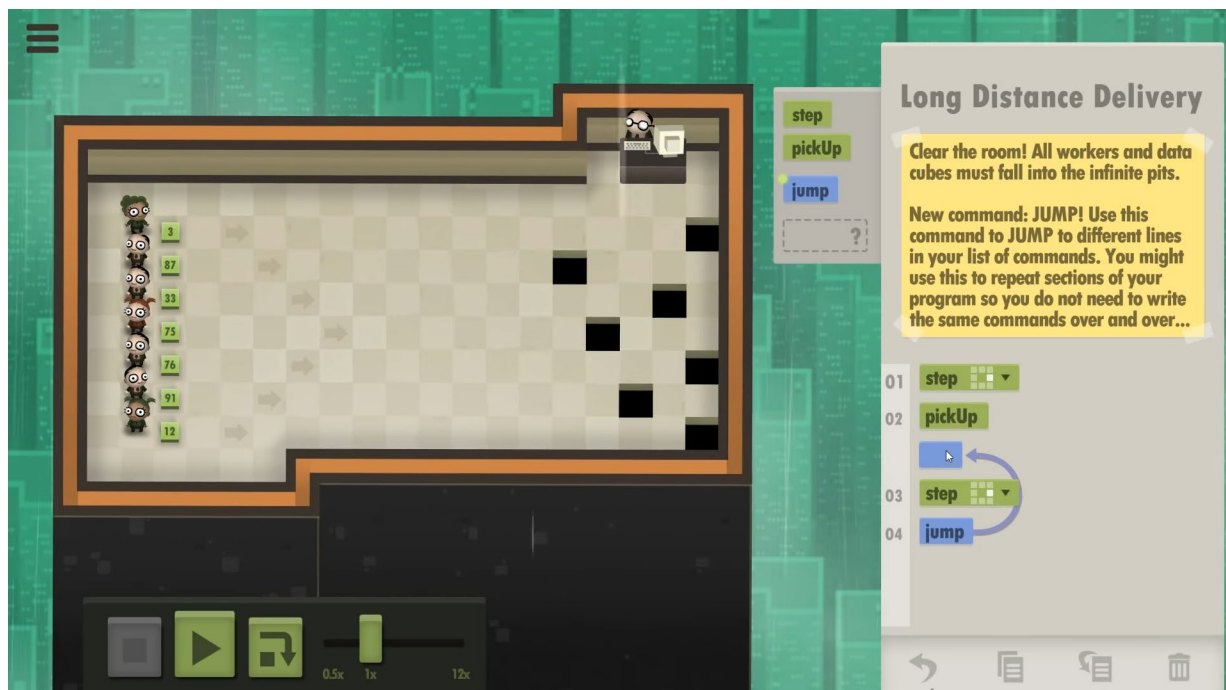 Long Distance Delivery
Clear the room! All workers and data
cubes must fall into the infinite pits.
New command: JUMP! Use this
command to JUMP to different lines
in your list of commands. You might
use this to repeat sections of your
program so you do not need to write
the same commands over and over...
step
pickUp
jump
?
01 step
02 pickUp
03 step
04 jump
3
87
33
75
76
91
12
0.5x 1x 12x